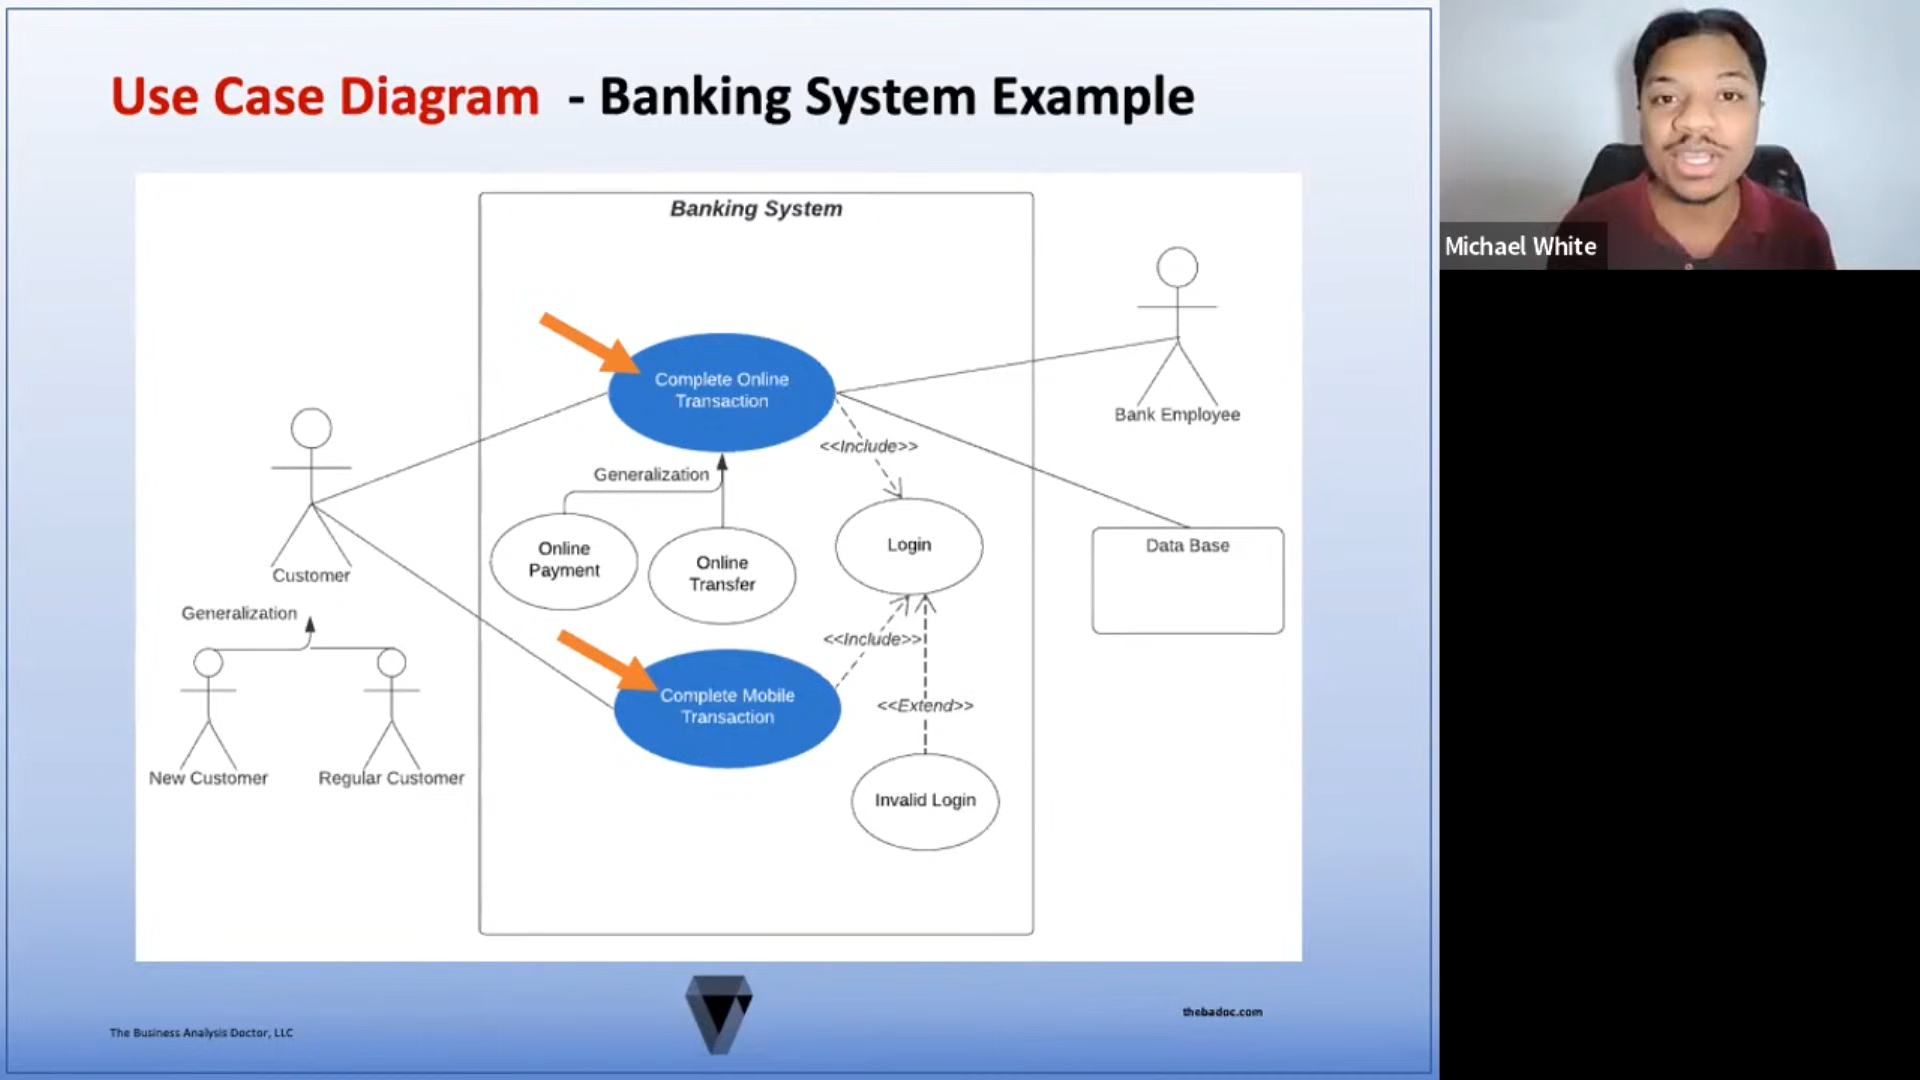 Use Case Diagram - Banking System Example
Michael White
Banking System
Complete Online
Transaction
Bank Employee
<<Include>>
Generalization
Customer
Online
Payment
Online
Transfer
Login
Data Base
Generalization
<<Include>>
Complete Mobile
Transaction
<<Extend>>
New Customer
Regular Customer
Invalid Login
thebadoc.com
The Business Analysis Doctor, LLC